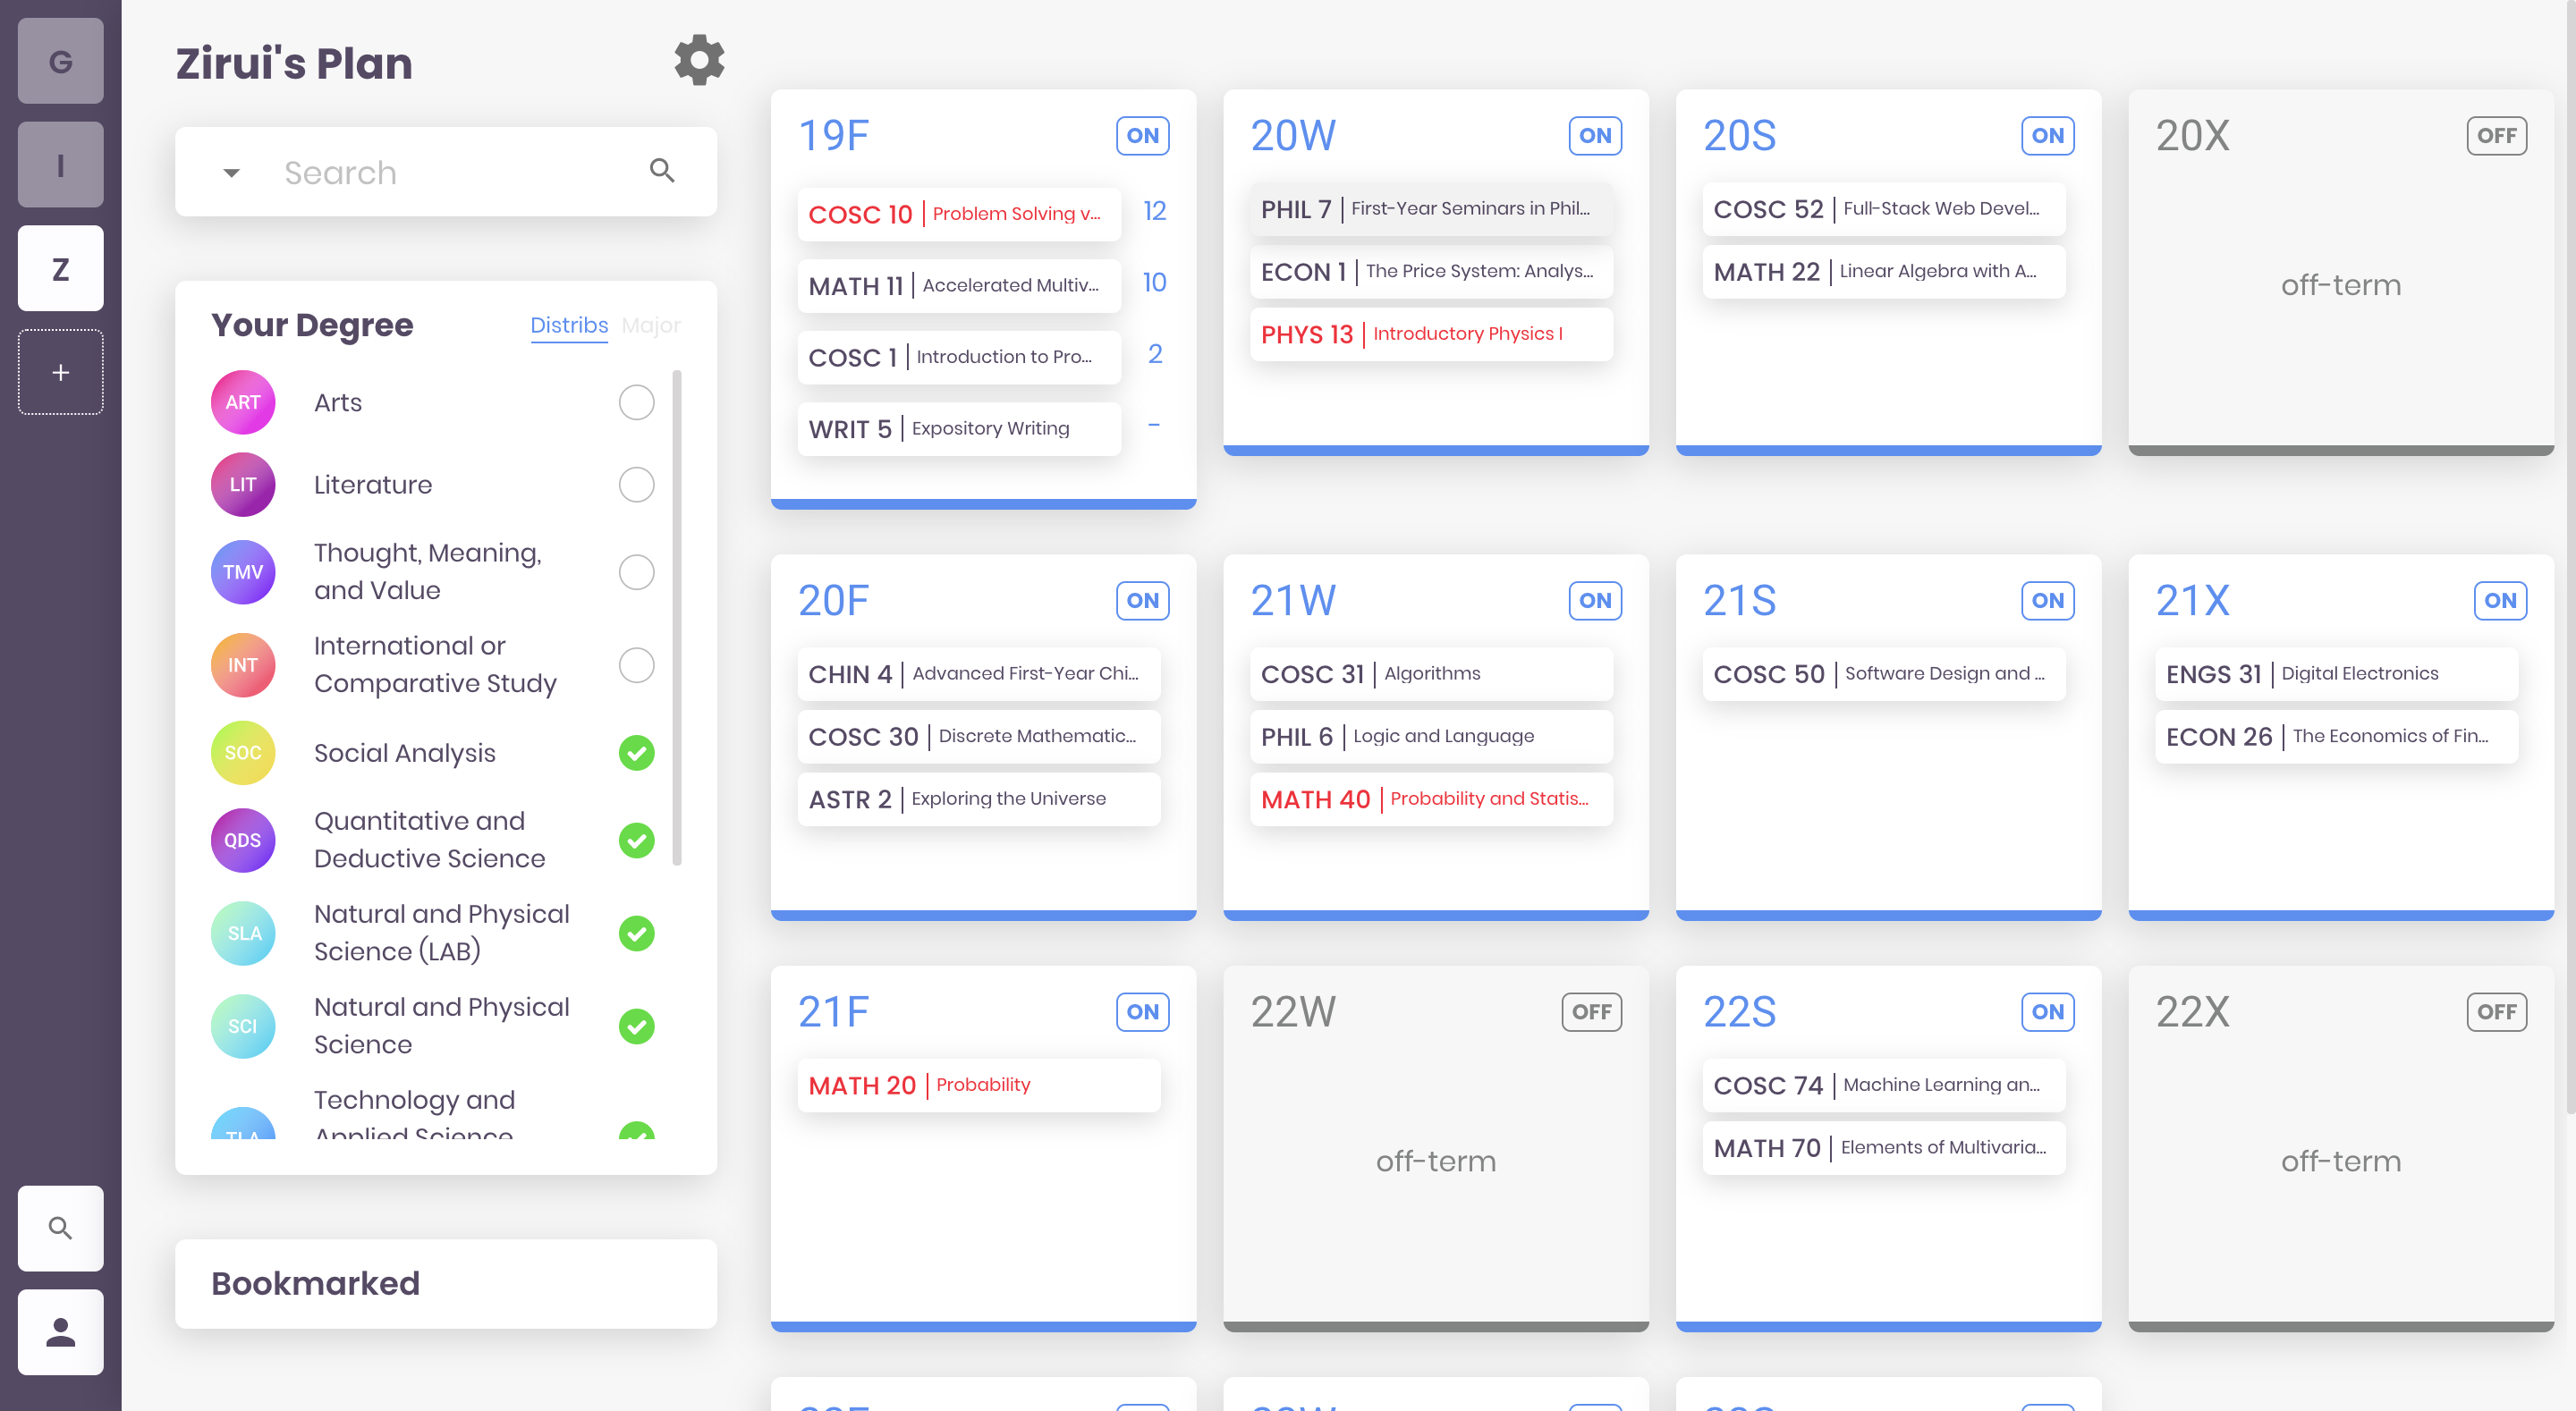 G
I
Z
+
Zirui's Plan
Search
Your Degree
Distribs Major
ART Arts
LIT Literature
TMV Thought, Meaning,
and Value
INT International or
Comparative Study
SOC Social Analysis
QDS Quantitative and
Deductive Science
SLA Natural and Physical
Science (LAB)
SCI Natural and Physical
Science
TLA Technology and
Applied Science
Bookmarked
19F ON
COSC 10 | Problem Solving v... 12
MATH 11 | Accelerated Multiv... 10
COSC 1 | Introduction to Pro... 2
WRIT 5 | Expository Writing -
20W ON
PHIL 7 | First-Year Seminars in Phil...
ECON 1 | The Price System: Analys...
PHYS 13 | Introductory Physics I
20S ON
COSC 52 | Full-Stack Web Devel...
MATH 22 | Linear Algebra with A...
20X OFF
off-term
20F ON
CHIN 4 | Advanced First-Year Chi...
COSC 30 | Discrete Mathematic...
ASTR 2 | Exploring the Universe
21W ON
COSC 31 | Algorithms
PHIL 6 | Logic and Language
MATH 40 | Probability and Statis...
21S ON
COSC 50 | Software Design and ...
21X ON
ENGS 31 | Digital Electronics
ECON 26 | The Economics of Fin...
21F ON
MATH 20 | Probability
22W OFF
off-term
22S ON
COSC 74 | Machine Learning an...
MATH 70 | Elements of Multivaria...
22X OFF
off-term